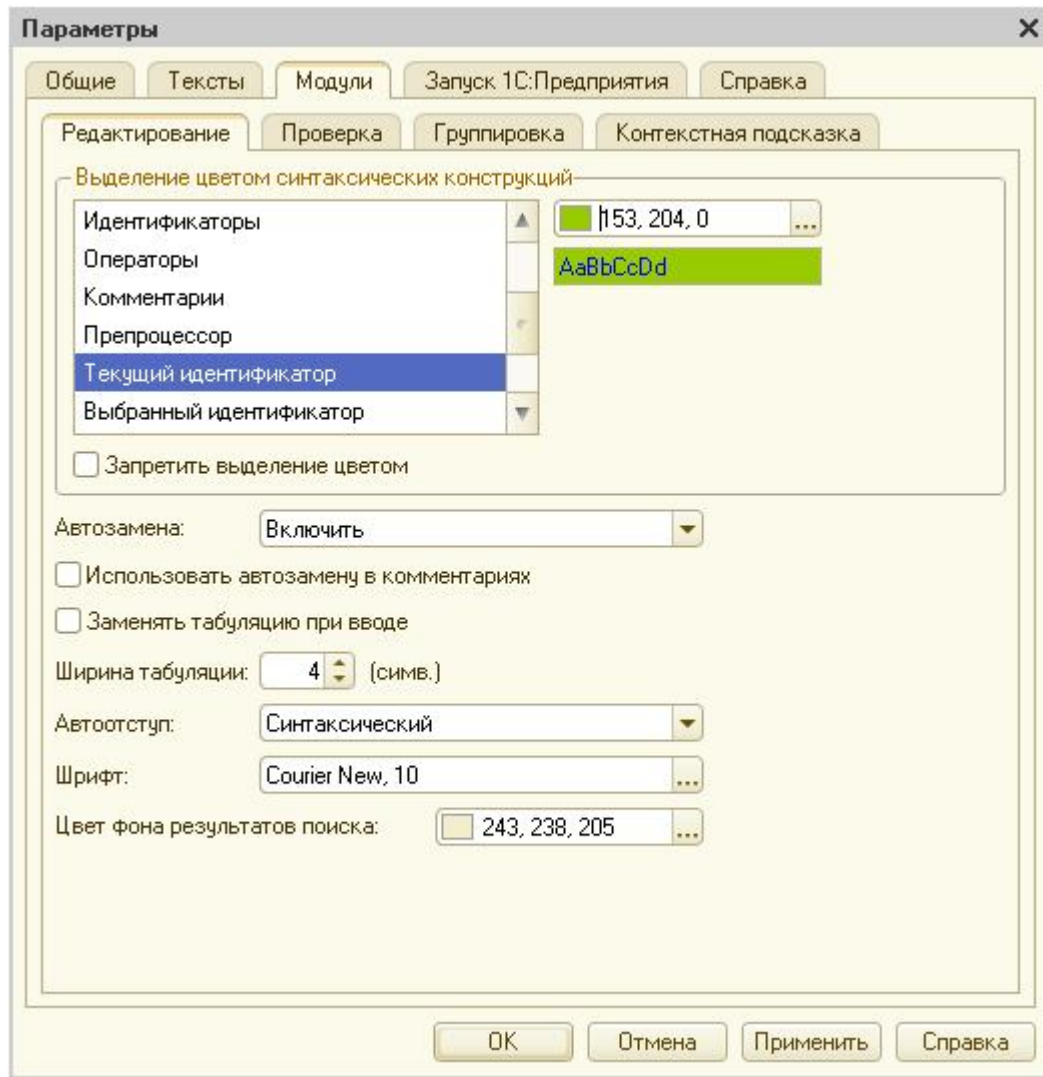 Параметры
Общие Тексты Модули Запуск 1С:Предприятия Справка
Редактирование Проверка Группировка Контекстная подсказка
Выделение цветом синтаксических конструкций
Идентификаторы
153, 204, 0 ...
Операторы
AaBbCcDd
Комментарии
Препроцессор
Текущий идентификатор
Выбранный идентификатор
Запретить выделение цветом
Автозамена: Включить
Использовать автозамену в комментариях
Заменять табуляцию при вводе
Ширина табуляции: 4 (симв.)
Автоотступ: Синтаксический
Шрифт: Courier New, 10 ...
Цвет фона результатов поиска: 243, 238, 205 ...
OK Отмена Применить Справка